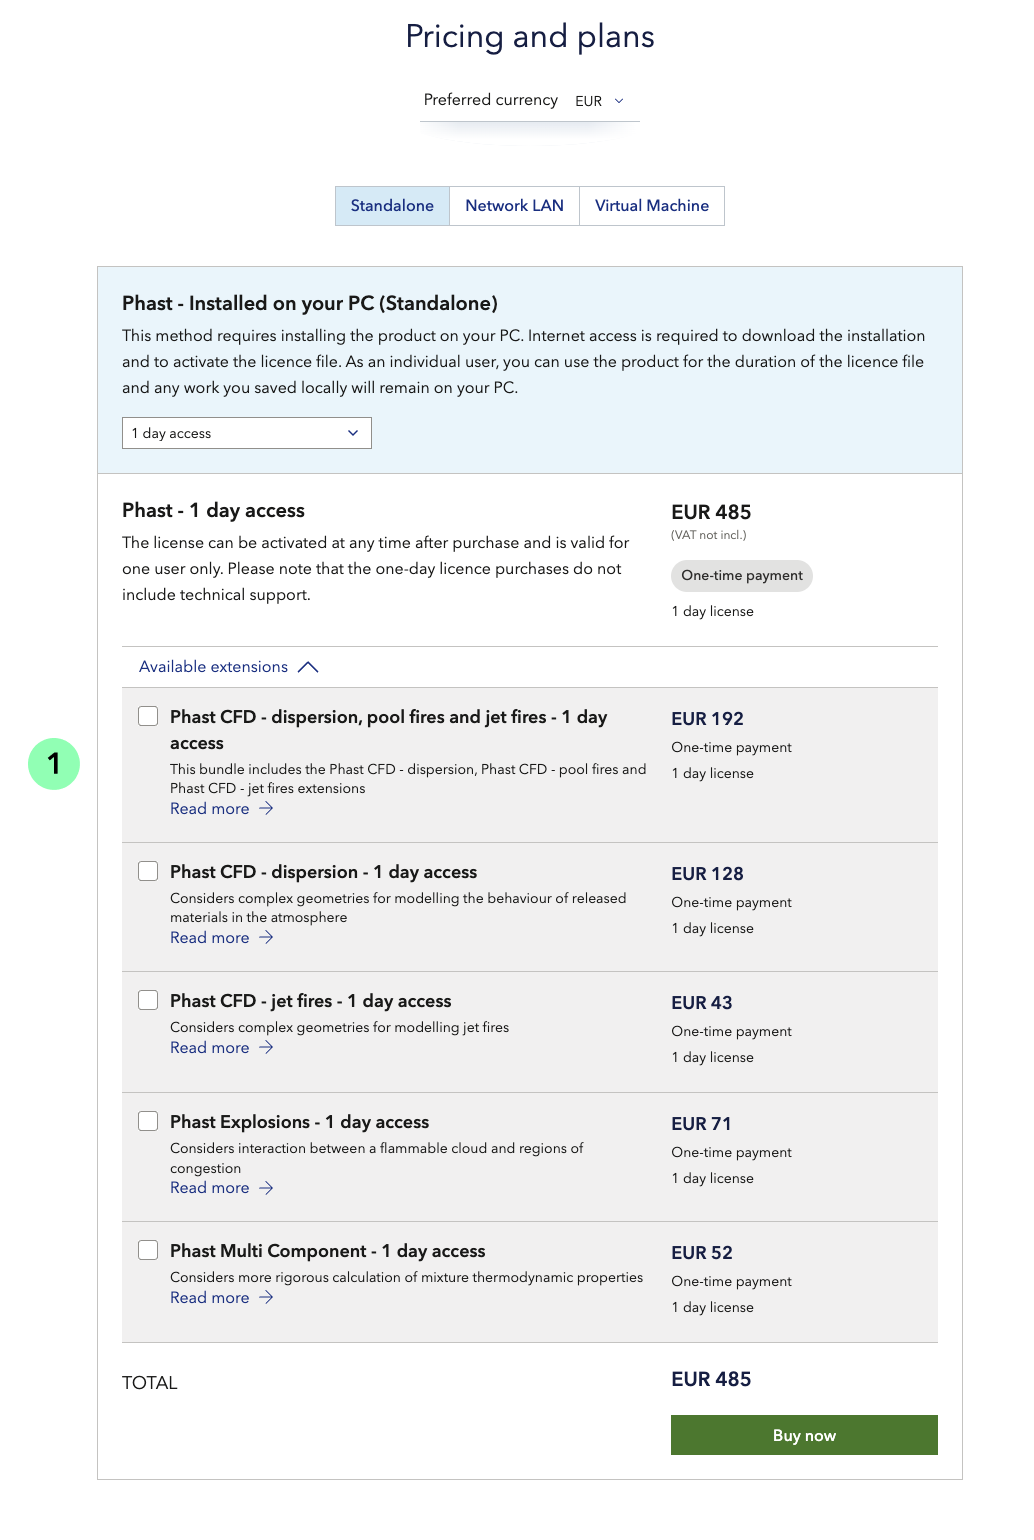 Pricing and plans
Preferred currency EUR
Standalone Network LAN Virtual Machine
Phast - Installed on your PC (Standalone)
This method requires installing the product on your PC. Internet access is required to download the installation
and to activate the licence file. As an individual user, you can use the product for the duration of the licence file
and any work you saved locally will remain on your PC.
1 day access
Phast - 1 day access
The license can be activated at any time after purchase and is valid for
one user only. Please note that the one-day licence purchases do not
include technical support.
EUR 485
(VAT not incl.)
One-time payment
1 day license
Available extensions
1
Phast CFD - dispersion, pool fires and jet fires - 1 day
access
This bundle includes the Phast CFD - dispersion, Phast CFD - pool fires and
Phast CFD - jet fires extensions
Read more
EUR 192
One-time payment
1 day license
Phast CFD - dispersion - 1 day access
Considers complex geometries for modelling the behaviour of released
materials in the atmosphere
Read more
EUR 128
One-time payment
1 day license
Phast CFD - jet fires - 1 day access
Considers complex geometries for modelling jet fires
Read more
EUR 43
One-time payment
1 day license
Phast Explosions - 1 day access
Considers interaction between a flammable cloud and regions of
congestion
Read more
EUR 71
One-time payment
1 day license
Phast Multi Component - 1 day access
Considers more rigorous calculation of mixture thermodynamic properties
Read more
EUR 52
One-time payment
1 day license
TOTAL
EUR 485
Buy now